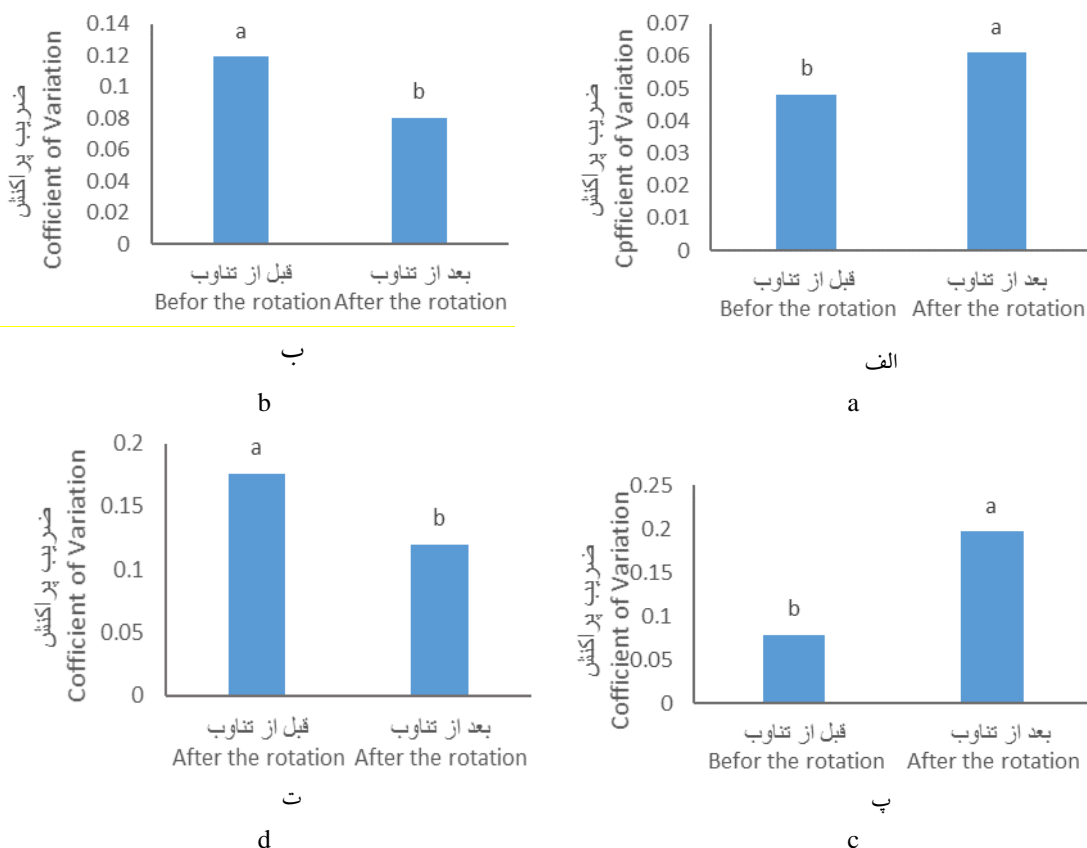 ضریب پراکنش
Cofficient of Variation
0.14
0.12
0.1
0.08
0.06
0.04
0.02
0
a
b
قبل از تناوب
بعد از تناوب
Befor the rotation
After the rotation
ب
b
ضریب پراکنش
Cpfficient of Variation
0.07
0.06
0.05
0.04
0.03
0.02
0.01
0
b
a
قبل از تناوب
بعد از تناوب
Befor the rotation
After the rotation
الف
a
ضریب پراکنش
Cofficient of Variation
0.2
0.15
0.1
0.05
0
a
b
قبل از تناوب
بعد از تناوب
After the rotation
After the rotation
ت
d
ضریب پراکنش
Cofficient of Variation
0.25
0.2
0.15
0.1
0.05
0
b
a
قبل از تناوب
بعد از تناوب
Befor the rotation
After the rotation
پ
c